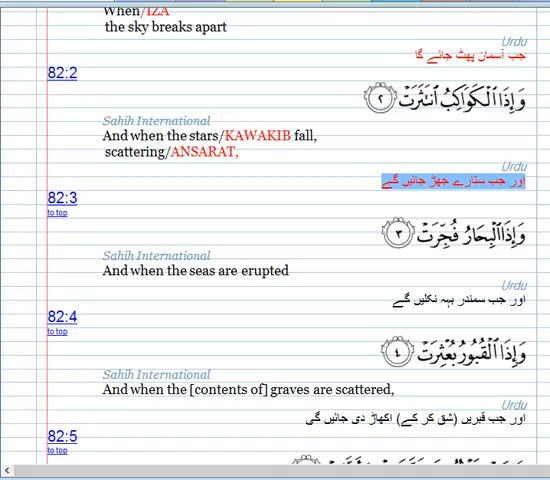 When/IZA
the sky breaks apart
Urdu
جب آسمان پھٹ جائے گا
82:2
وَإِذَا ٱلْكَوَاكِبُ ٱنتَثَرَتْ ٢
Sahih International
And when the stars/KAWAKIB fall,
scattering/ANSARAT,
Urdu
اور جب ستارے جھڑ جائیں گے
82:3
to top
وَإِذَا ٱلْبِحَارُ فُجِّرَتْ ٣
Sahih International
And when the seas are erupted
Urdu
اور جب سمندر بہہ نکلیں گے
82:4
to top
وَإِذَا ٱلْقُبُورُ بُعْثِرَتْ ٤
Sahih International
And when the [contents of] graves are scattered,
Urdu
اور جب قبریں (شق کر کے) اکھاڑ دی جائیں گی
82:5
to top